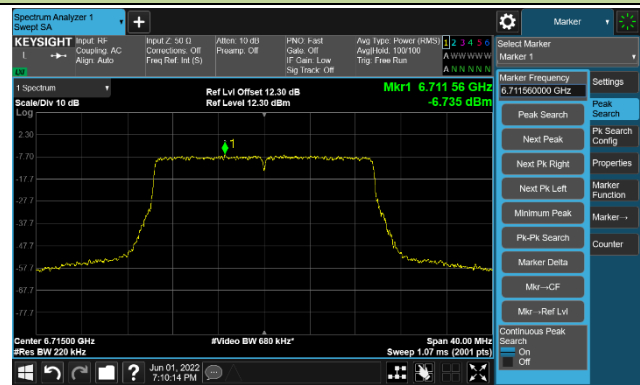 Spectrum Analyzer 1
Swept SA
Marker
KEYSIGHT
L
Input: RF
Coupling: AC
Align: Auto
Input Z: 50 Ω
Corrections: Off
Freq Ref: Int (S)
Atten: 10 dB
Preamp: Off
PNO: Fast
Gate: Off
IF Gain: Low
Sig Track: Off
Avg Type: Power (RMS)
Avg|Hold: 100/100
Trig: Free Run
1 2 3 4 5 6
A W W W W W
A N N N N N
Select Marker
Marker 1
1 Spectrum
Scale/Div 10 dB
Log
Ref Lvl Offset 12.30 dB
Ref Level 12.30 dBm
Mkr1 6.711 56 GHz
-6.735 dBm
2.30
-7.70
-17.7
-27.7
-37.7
-47.7
-57.7
-67.7
-77.7
1
Center 6.71500 GHz
#Res BW 220 kHz
#Video BW 680 kHz*
Span 40.00 MHz
Sweep 1.07 ms (2001 pts)
Marker Frequency
6.711560000 GHz
Peak Search
Next Peak
Next Pk Right
Next Pk Left
Minimum Peak
Pk-Pk Search
Marker Delta
Mkr→CF
Mkr→Ref Lvl
Continuous Peak
Search
On
Off
Settings
Peak
Search
Pk Search
Config
Properties
Marker
Function
Marker→
Counter
?
Jun 01, 2022
7:10:14 PM